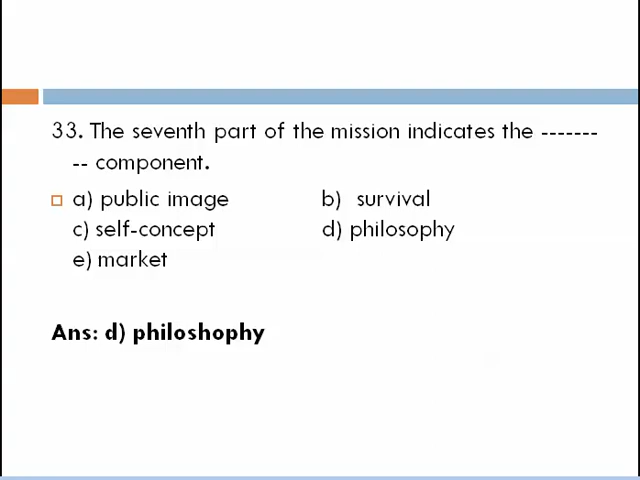 33. The seventh part of the mission indicates the -------
-- component.
a) public image b) survival
c) self-concept d) philosophy
e) market
Ans: d) philoshophy